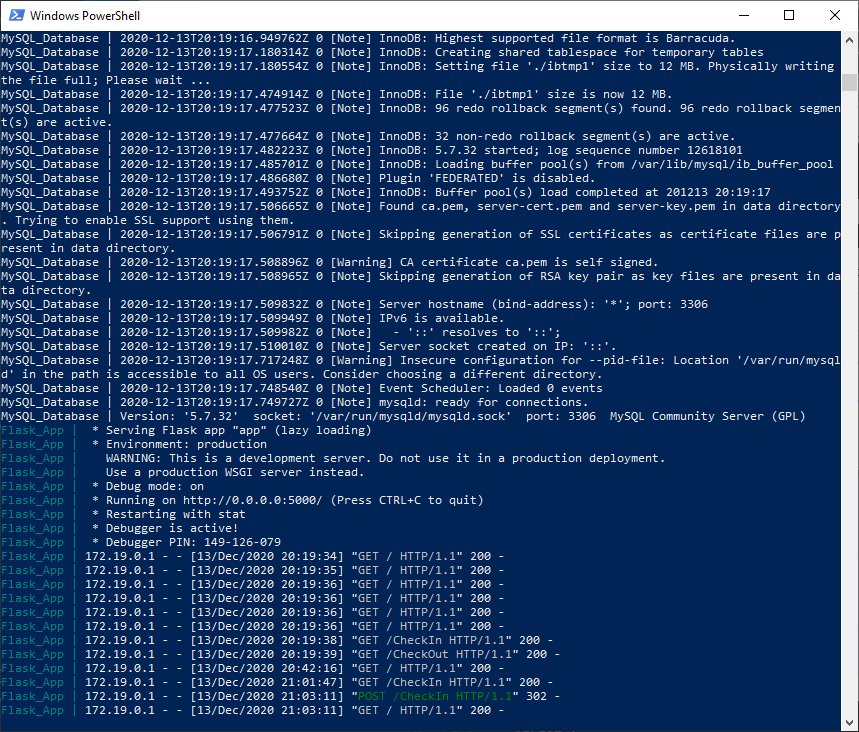 Windows PowerShell
MySQL_Database | 2020-12-13T20:19:16.949762Z 0 [Note] InnoDB: Highest supported file format is Barracuda.
MySQL_Database | 2020-12-13T20:19:17.180314Z 0 [Note] InnoDB: Creating shared tablespace for temporary tables
MySQL_Database | 2020-12-13T20:19:17.180554Z 0 [Note] InnoDB: Setting file './ibtmp1' size to 12 MB. Physically writing
the file full; Please wait ...
MySQL_Database | 2020-12-13T20:19:17.474914Z 0 [Note] InnoDB: File './ibtmp1' size is now 12 MB.
MySQL_Database | 2020-12-13T20:19:17.477523Z 0 [Note] InnoDB: 96 redo rollback segment(s) found. 96 redo rollback segmen
t(s) are active.
MySQL_Database | 2020-12-13T20:19:17.477664Z 0 [Note] InnoDB: 32 non-redo rollback segment(s) are active.
MySQL_Database | 2020-12-13T20:19:17.482223Z 0 [Note] InnoDB: 5.7.32 started; log sequence number 12618101
MySQL_Database | 2020-12-13T20:19:17.485701Z 0 [Note] InnoDB: Loading buffer pool(s) from /var/lib/mysql/ib_buffer_pool
MySQL_Database | 2020-12-13T20:19:17.486680Z 0 [Note] Plugin 'FEDERATED' is disabled.
MySQL_Database | 2020-12-13T20:19:17.493752Z 0 [Note] InnoDB: Buffer pool(s) load completed at 201213 20:19:17
MySQL_Database | 2020-12-13T20:19:17.506665Z 0 [Note] Found ca.pem, server-cert.pem and server-key.pem in data directory
. Trying to enable SSL support using them.
MySQL_Database | 2020-12-13T20:19:17.506791Z 0 [Note] Skipping generation of SSL certificates as certificate files are p
resent in data directory.
MySQL_Database | 2020-12-13T20:19:17.508896Z 0 [Warning] CA certificate ca.pem is self signed.
MySQL_Database | 2020-12-13T20:19:17.508965Z 0 [Note] Skipping generation of RSA key pair as key files are present in da
ta directory.
MySQL_Database | 2020-12-13T20:19:17.509832Z 0 [Note] Server hostname (bind-address): '*'; port: 3306
MySQL_Database | 2020-12-13T20:19:17.509949Z 0 [Note] IPv6 is available.
MySQL_Database | 2020-12-13T20:19:17.509982Z 0 [Note]   - '::' resolves to '::';
MySQL_Database | 2020-12-13T20:19:17.510010Z 0 [Note] Server socket created on IP: '::'.
MySQL_Database | 2020-12-13T20:19:17.717248Z 0 [Warning] Insecure configuration for --pid-file: Location '/var/run/mysql
d' in the path is accessible to all OS users. Consider choosing a different directory.
MySQL_Database | 2020-12-13T20:19:17.748540Z 0 [Note] Event Scheduler: Loaded 0 events
MySQL_Database | 2020-12-13T20:19:17.749727Z 0 [Note] mysqld: ready for connections.
MySQL_Database | Version: '5.7.32'  socket: '/var/run/mysqld/mysqld.sock'  port: 3306  MySQL Community Server (GPL)
Flask_App |  * Serving Flask app "app" (lazy loading)
Flask_App |  * Environment: production
Flask_App |    WARNING: This is a development server. Do not use it in a production deployment.
Flask_App |    Use a production WSGI server instead.
Flask_App |  * Debug mode: on
Flask_App |  * Running on http://0.0.0.0:5000/ (Press CTRL+C to quit)
Flask_App |  * Restarting with stat
Flask_App |  * Debugger is active!
Flask_App |  * Debugger PIN: 149-126-079
Flask_App | 172.19.0.1 - - [13/Dec/2020 20:19:34] "GET / HTTP/1.1" 200 -
Flask_App | 172.19.0.1 - - [13/Dec/2020 20:19:35] "GET / HTTP/1.1" 200 -
Flask_App | 172.19.0.1 - - [13/Dec/2020 20:19:36] "GET / HTTP/1.1" 200 -
Flask_App | 172.19.0.1 - - [13/Dec/2020 20:19:36] "GET / HTTP/1.1" 200 -
Flask_App | 172.19.0.1 - - [13/Dec/2020 20:19:36] "GET / HTTP/1.1" 200 -
Flask_App | 172.19.0.1 - - [13/Dec/2020 20:19:36] "GET / HTTP/1.1" 200 -
Flask_App | 172.19.0.1 - - [13/Dec/2020 20:19:38] "GET /CheckIn HTTP/1.1" 200 -
Flask_App | 172.19.0.1 - - [13/Dec/2020 20:19:39] "GET /CheckOut HTTP/1.1" 200 -
Flask_App | 172.19.0.1 - - [13/Dec/2020 20:42:16] "GET / HTTP/1.1" 200 -
Flask_App | 172.19.0.1 - - [13/Dec/2020 21:01:47] "GET /CheckIn HTTP/1.1" 200 -
Flask_App | 172.19.0.1 - - [13/Dec/2020 21:03:11] "POST /CheckIn HTTP/1.1" 302 -
Flask_App | 172.19.0.1 - - [13/Dec/2020 21:03:11] "GET / HTTP/1.1" 200 -